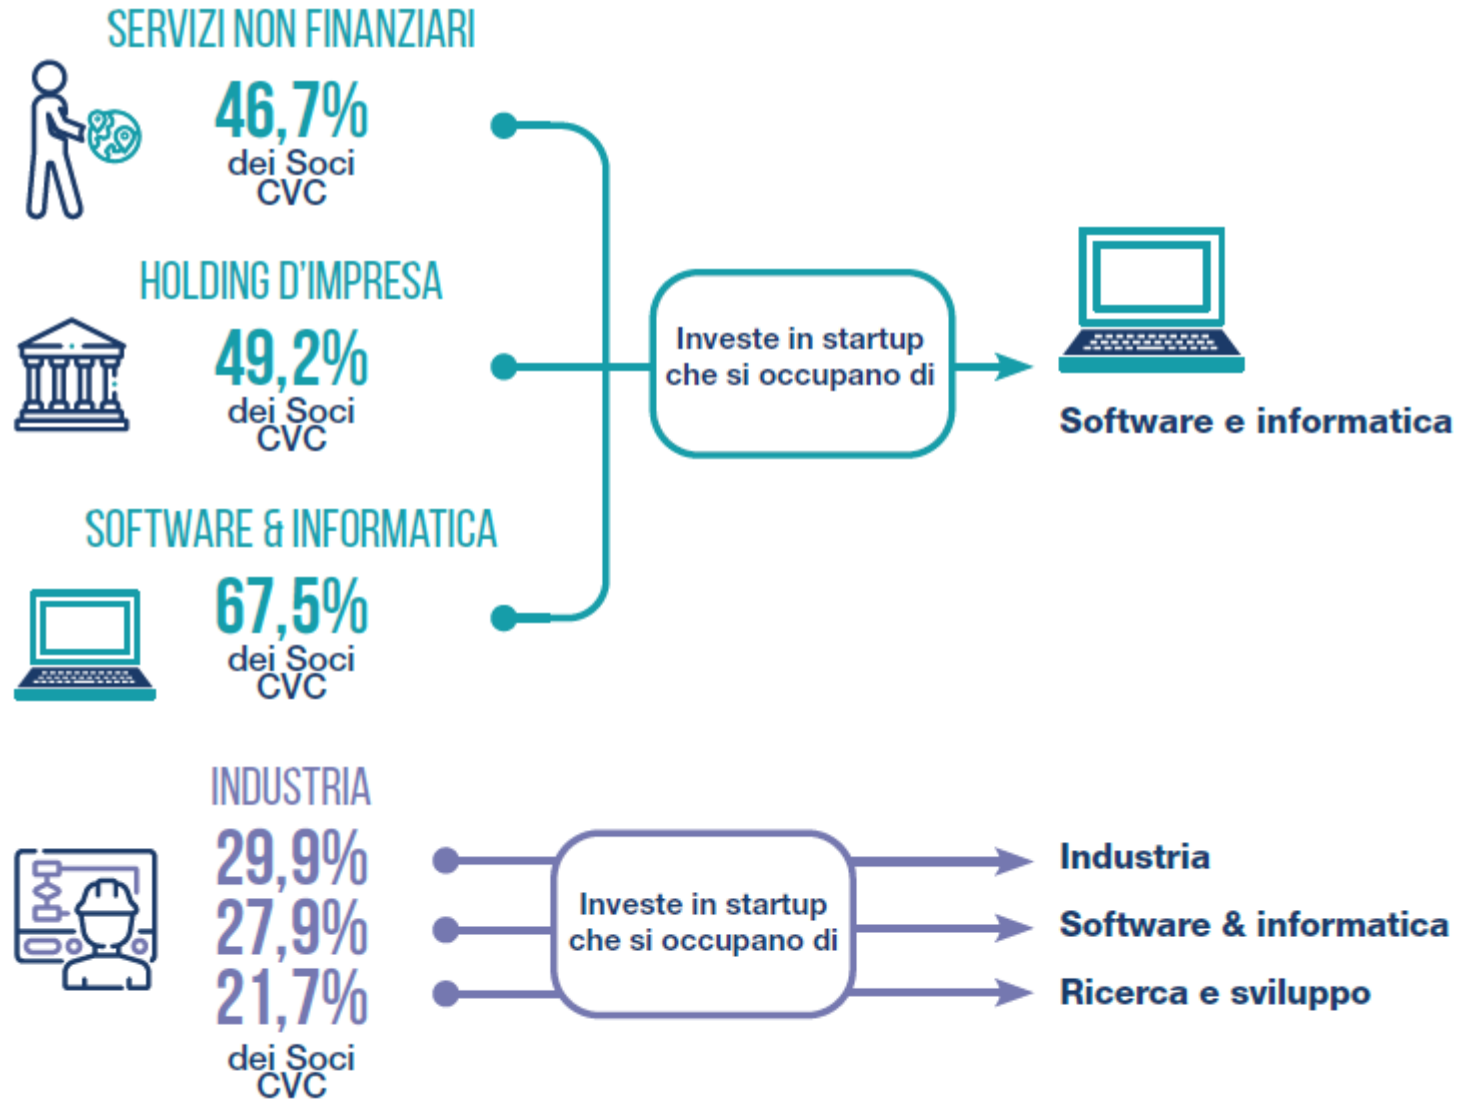 SERVIZI NON FINANZIARI
46,7%
dei Soci
CVC
HOLDING D'IMPRESA
49,2%
dei Soci
CVC
SOFTWARE & INFORMATICA
67,5%
dei Soci
CVC
Investe in startup
che si occupano di
Software e informatica
INDUSTRIA
29,9%
27,9%
21,7%
dei Soci
CVC
Investe in startup
che si occupano di
Industria
Software & informatica
Ricerca e sviluppo